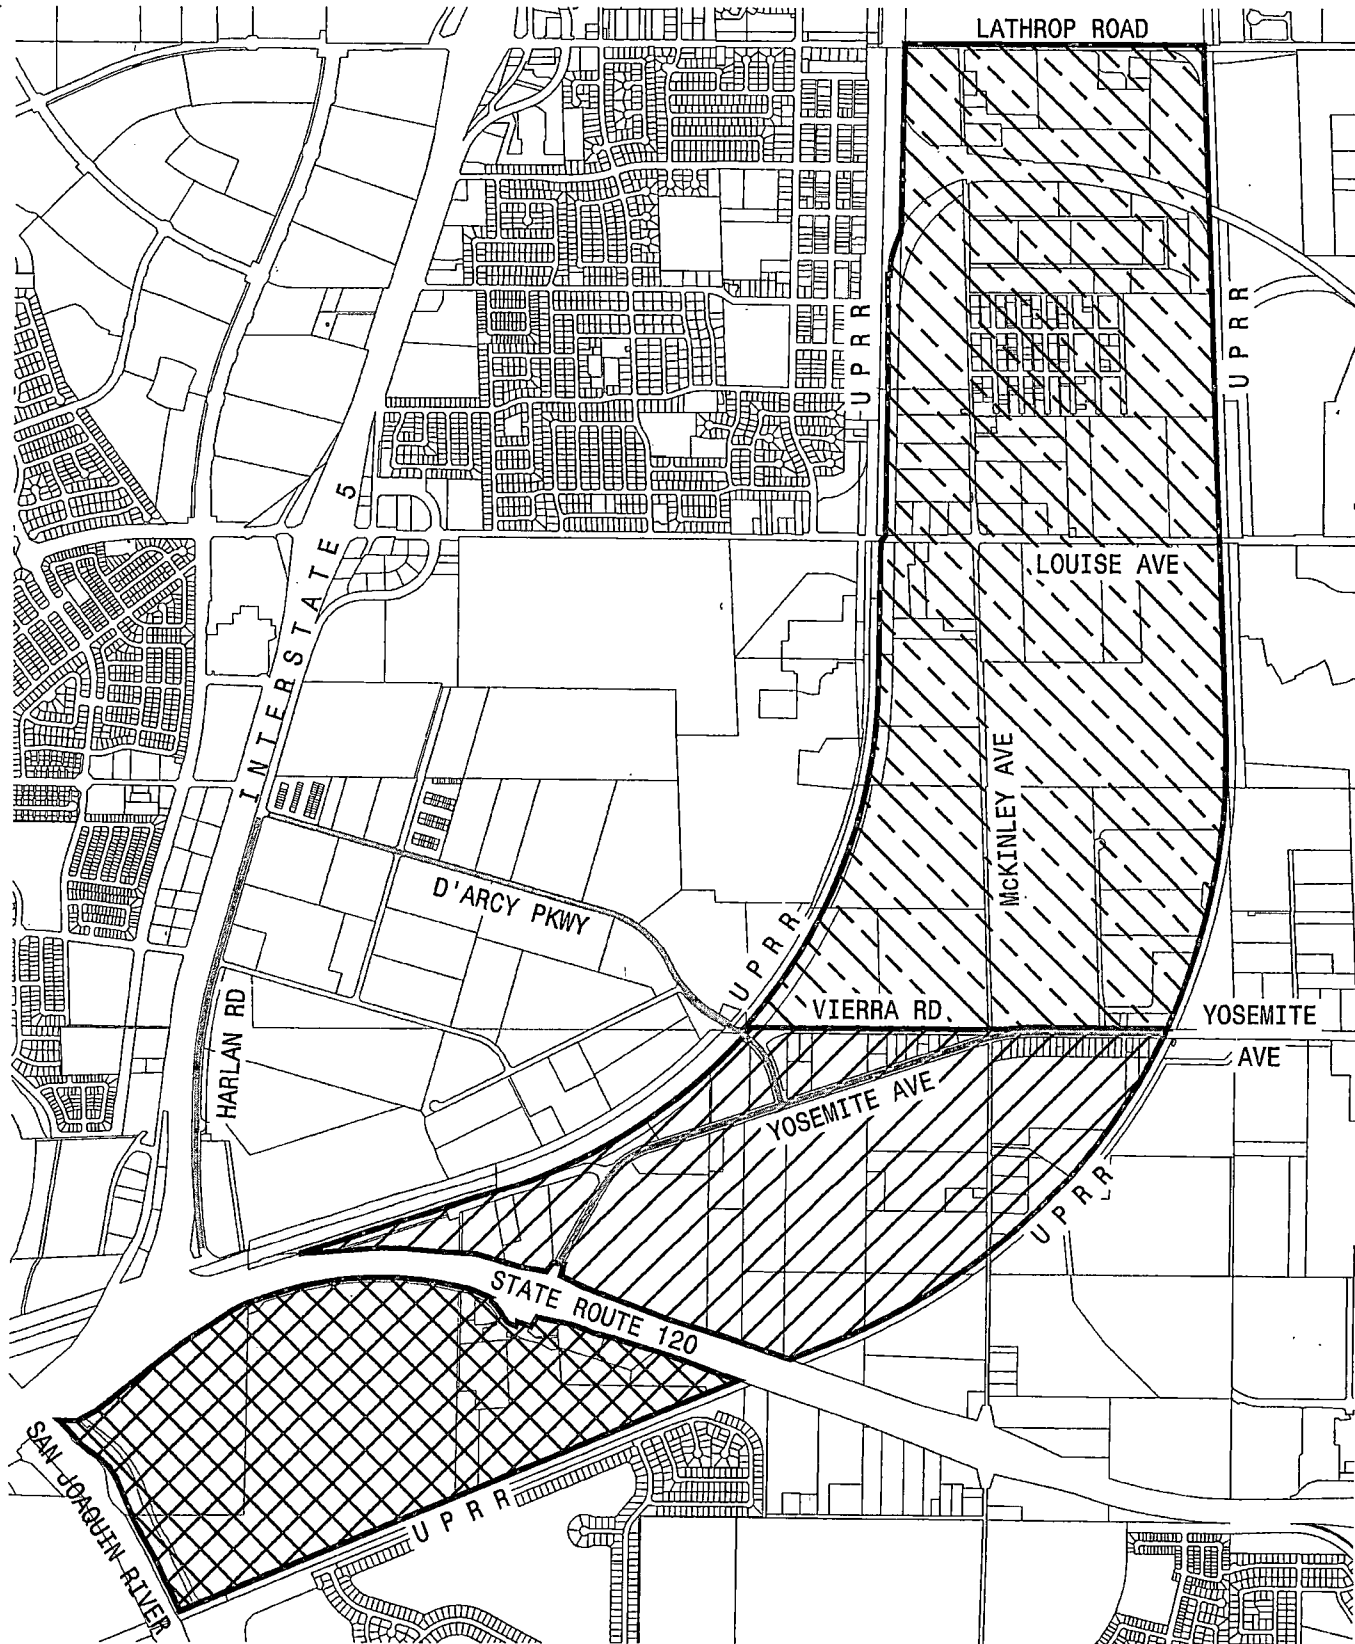 LATHROP ROAD
UPRR
UPRR
INTERSTATE 5
LOUISE AVE
MCKINLEY AVE
D'ARCY PKWY
UPRR
HARLAN RD
VIERRA RD.
YOSEMITE
AVE
YOSEMITE AVE
UPRR
STATE ROUTE 120
SAN JOAQUIN RIVER
UPRR